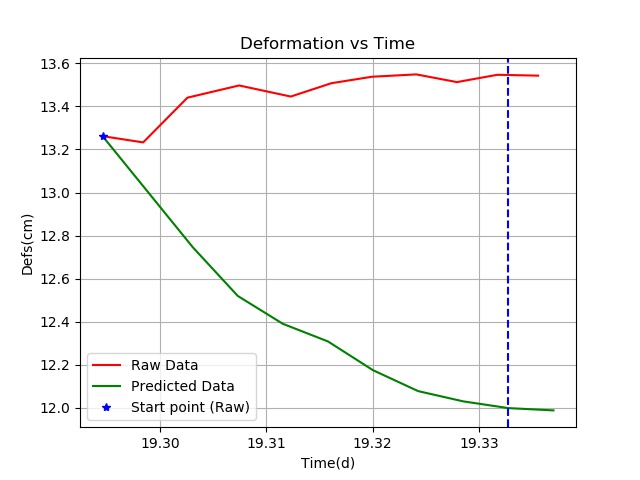 Deformation vs Time
13.6
13.4
13.2
13.0
12.8
12.6
12.4
12.2
12.0
Defs(cm)
Raw Data
Predicted Data
Start point (Raw)
19.30 19.31 19.32 19.33
Time(d)